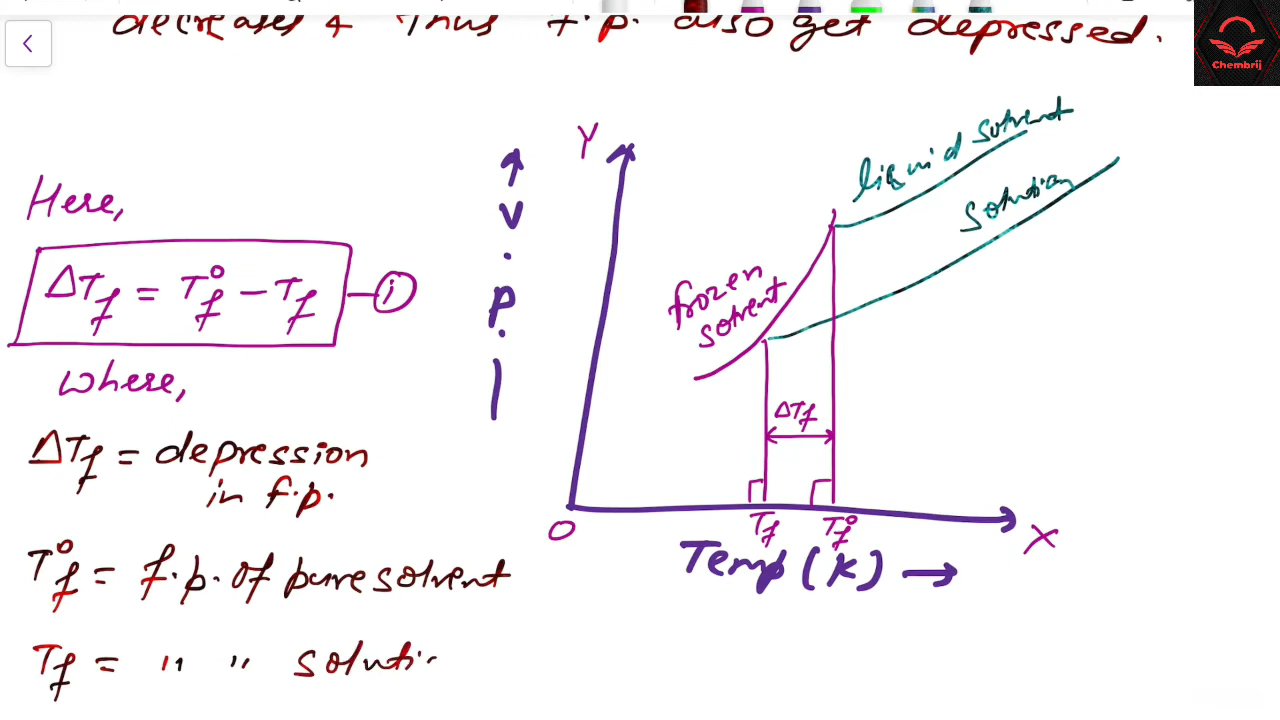 decreases & Thus f.p. also get depressed.
Chembrij
Here,
ΔTf = T°f - Tf - (i)
where,
ΔTf = depression
in f.p.
T°f = f.p. of pure solvent
Tf = " " soluti
Y
V.P.
liquid solvent
solution
frozen
solvent
ΔTf
O
Tf
T°f
X
Temp (K) →